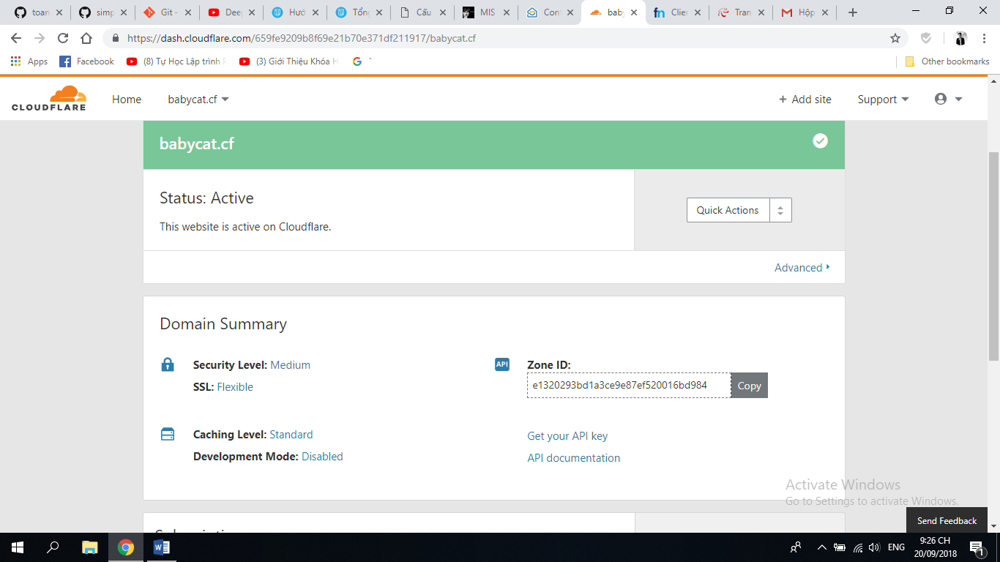 toan
simp
Git -
Deep
Hướ
Tổng
Cấu
MIS
Cont
baby
Clien
Tran
Hộp
https://dash.cloudflare.com/659fe9209b8f69e21b70e371df211917/babycat.cf
Apps
Facebook
(8) Tự Học Lập trình
(3) Giới Thiệu Khóa H
`
Other bookmarks
CLOUDFLARE
Home
babycat.cf
+ Add site
Support
babycat.cf
Status: Active
This website is active on Cloudflare.
Quick Actions
Advanced
Domain Summary
Security Level: Medium
SSL: Flexible
API
Zone ID:
e1320293bd1a3ce9e87ef520016bd984
Copy
Caching Level: Standard
Development Mode: Disabled
Get your API key
API documentation
Activate Windows
Go to Settings to activate Windows.
Send Feedback
ENG
9:26 CH
20/09/2018
1